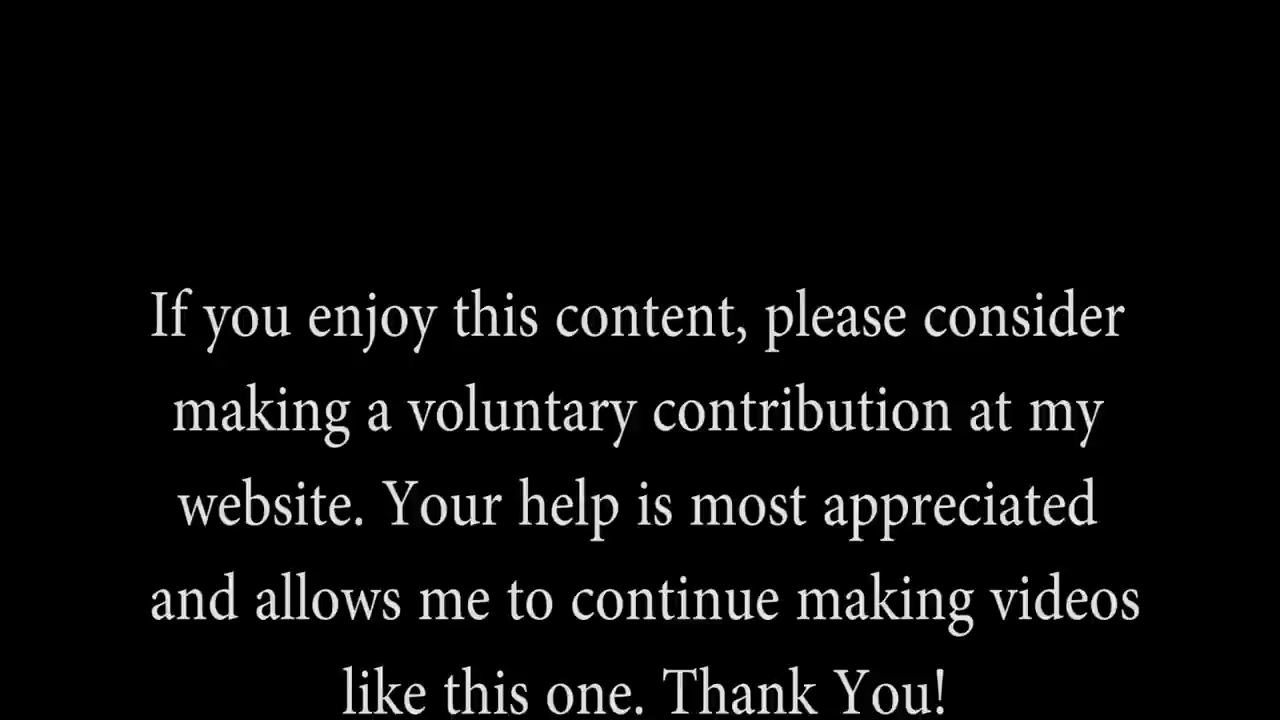 If you enjoy this content, please consider
making a voluntary contribution at my
website. Your help is most appreciated
and allows me to continue making videos
like this one. Thank You!